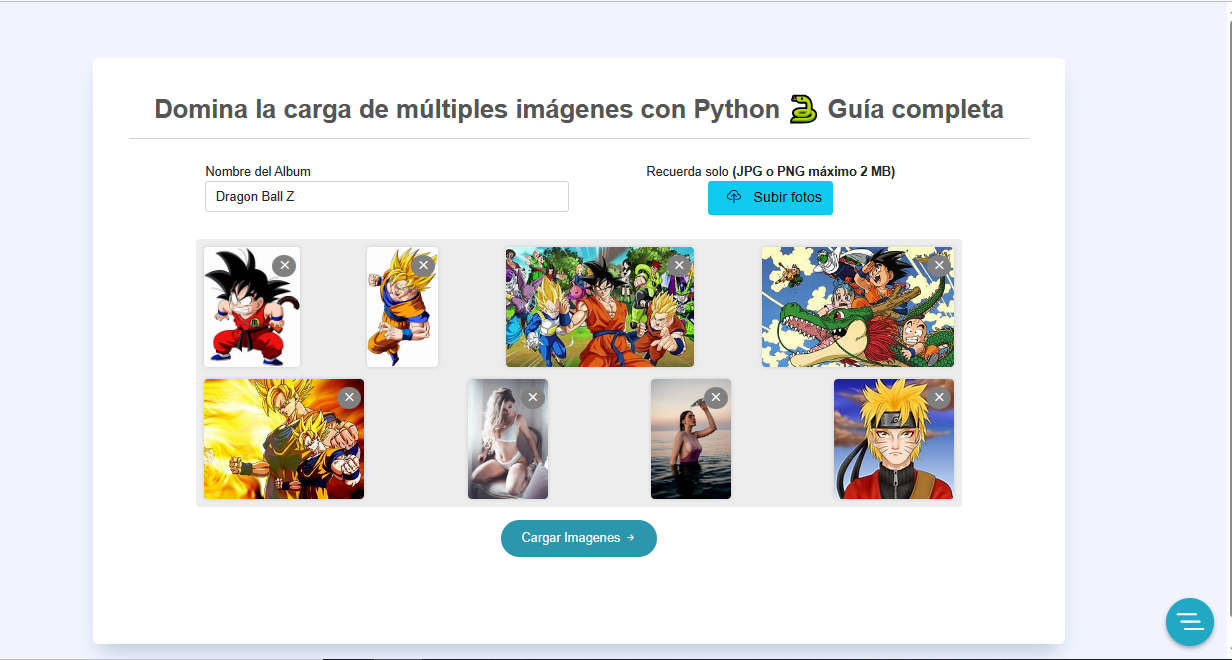 Domina la carga de múltiples imágenes con Python 🐍 Guía completa
Nombre del Album
Recuerda solo (JPG o PNG máximo 2 MB)
Dragon Ball Z
Subir fotos
Cargar Imagenes →